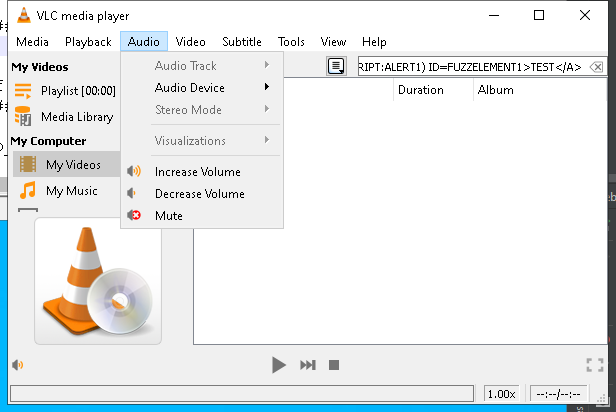 VLC media player
Media Playback Audio Video Subtitle Tools View Help
My Videos
Playlist [00:00]
Media Library
My Computer
My Videos
My Music
Audio Track
Audio Device
Stereo Mode
Visualizations
Increase Volume
Decrease Volume
Mute
RIPT:ALERT1) ID=FUZZELEMENT1>TEST</A>
Duration Album
1.00x --:--/--:--